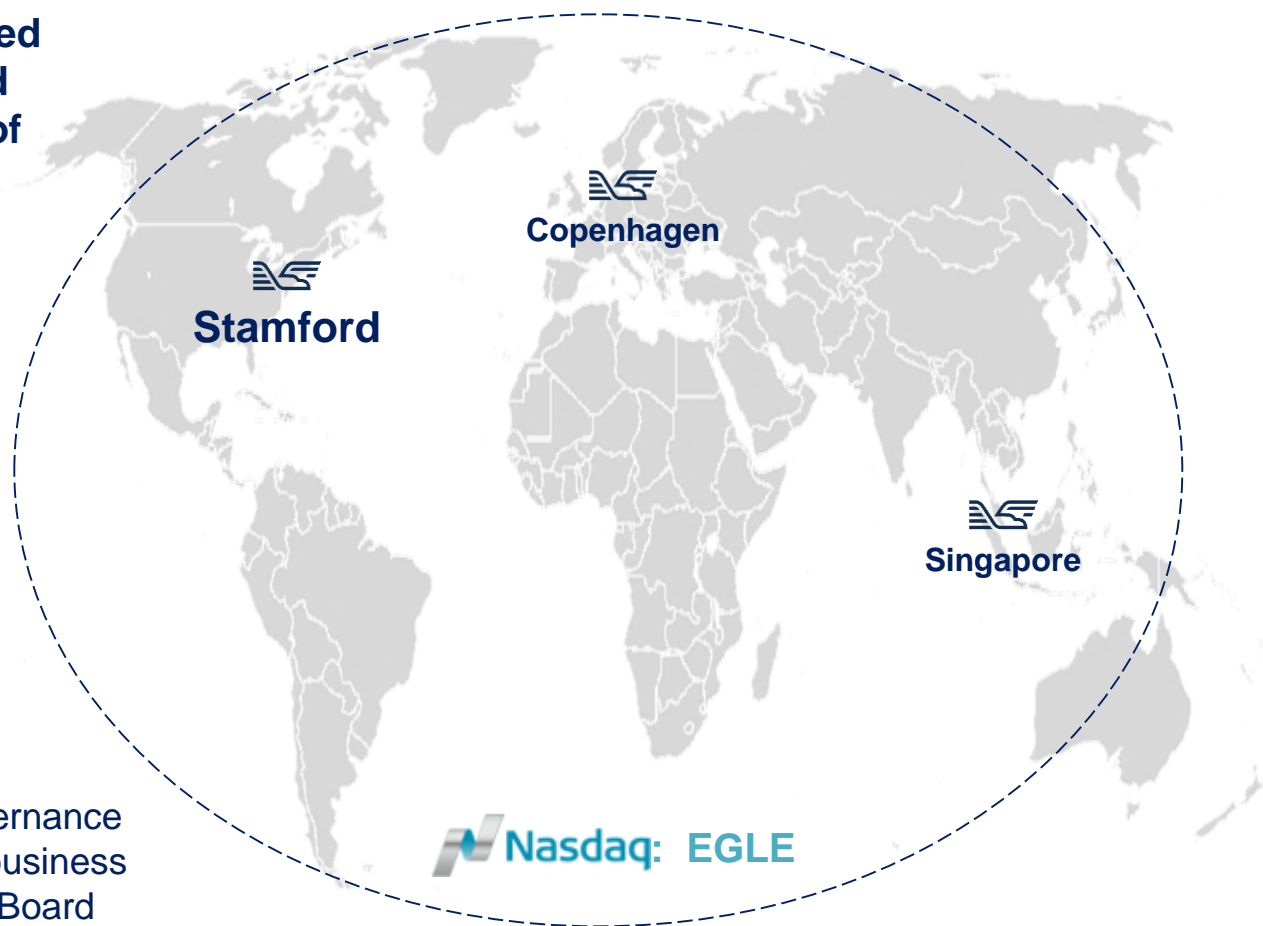 ed
d
of
Copenhagen
Stamford
Singapore
Nasdaq: EGLE
ernance
business
Board